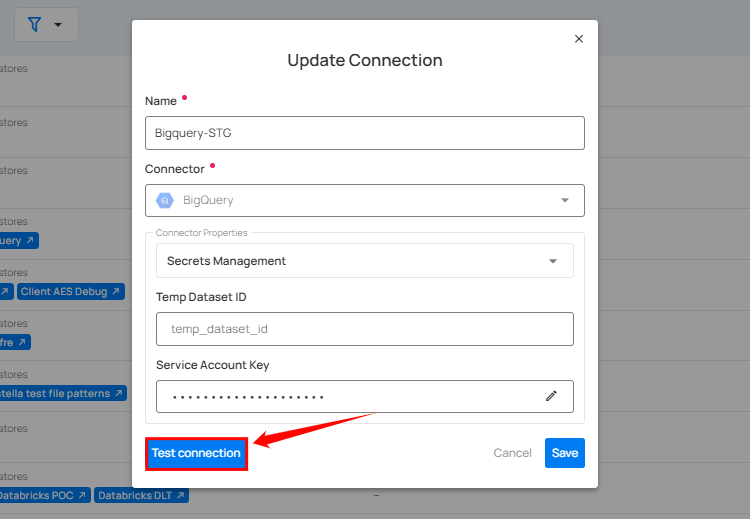 stores
Update Connection
Name
Bigquery-STG
stores
Connector
stores
BigQuery
stores
uery
Connector Properties
Secrets Management
stores
Client AES Debug
Temp Dataset ID
stores
temp_dataset_id
fre
Service Account Key
stores
stella test file patterns
stores
Test connection
Cancel
Save
stores
Databricks POC
Databricks DLT
–